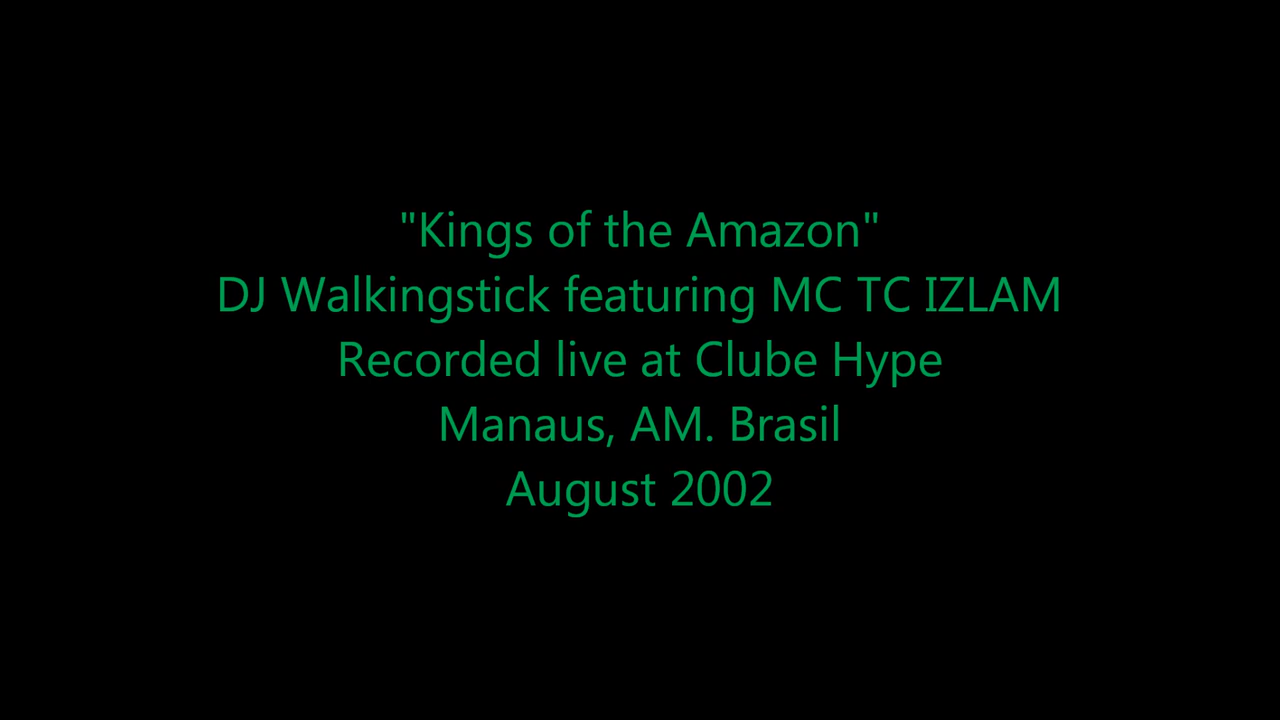 "Kings of the Amazon"
DJ Walkingstick featuring MC TC IZLAM
Recorded live at Clube Hype
Manaus, AM. Brasil
August 2002